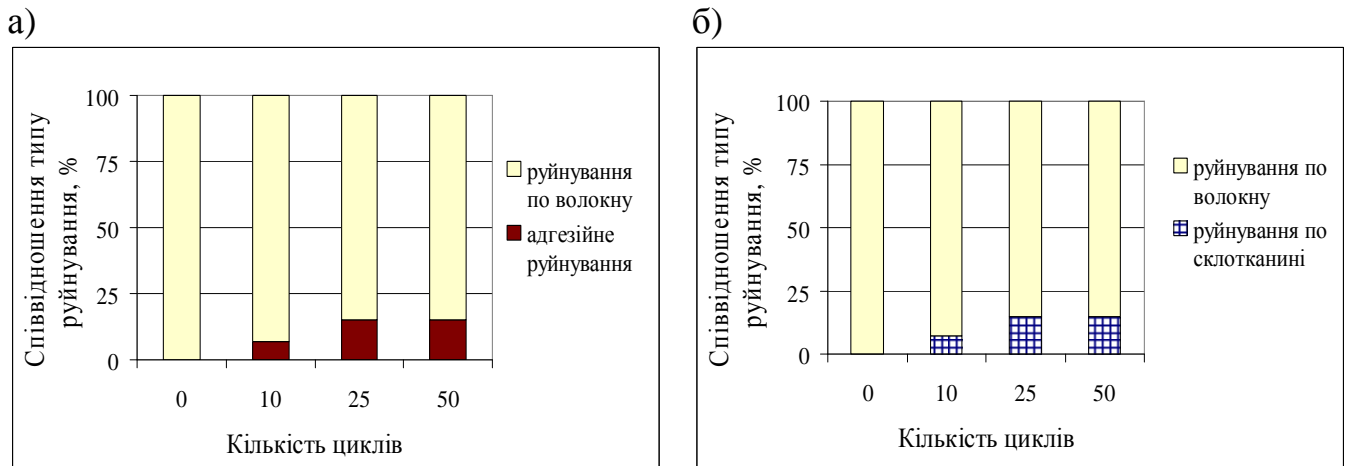 а)
Співвідношення типу
руйнування, %
100
75
50
25
0
0 10 25 50
Кількість циклів
руйнування
по волокну
адгезійне
руйнування
б)
Співвідношення типу
руйнування, %
100
75
50
25
0
0 10 25 50
Кількість циклів
руйнування по
волокну
руйнування по
склотканині